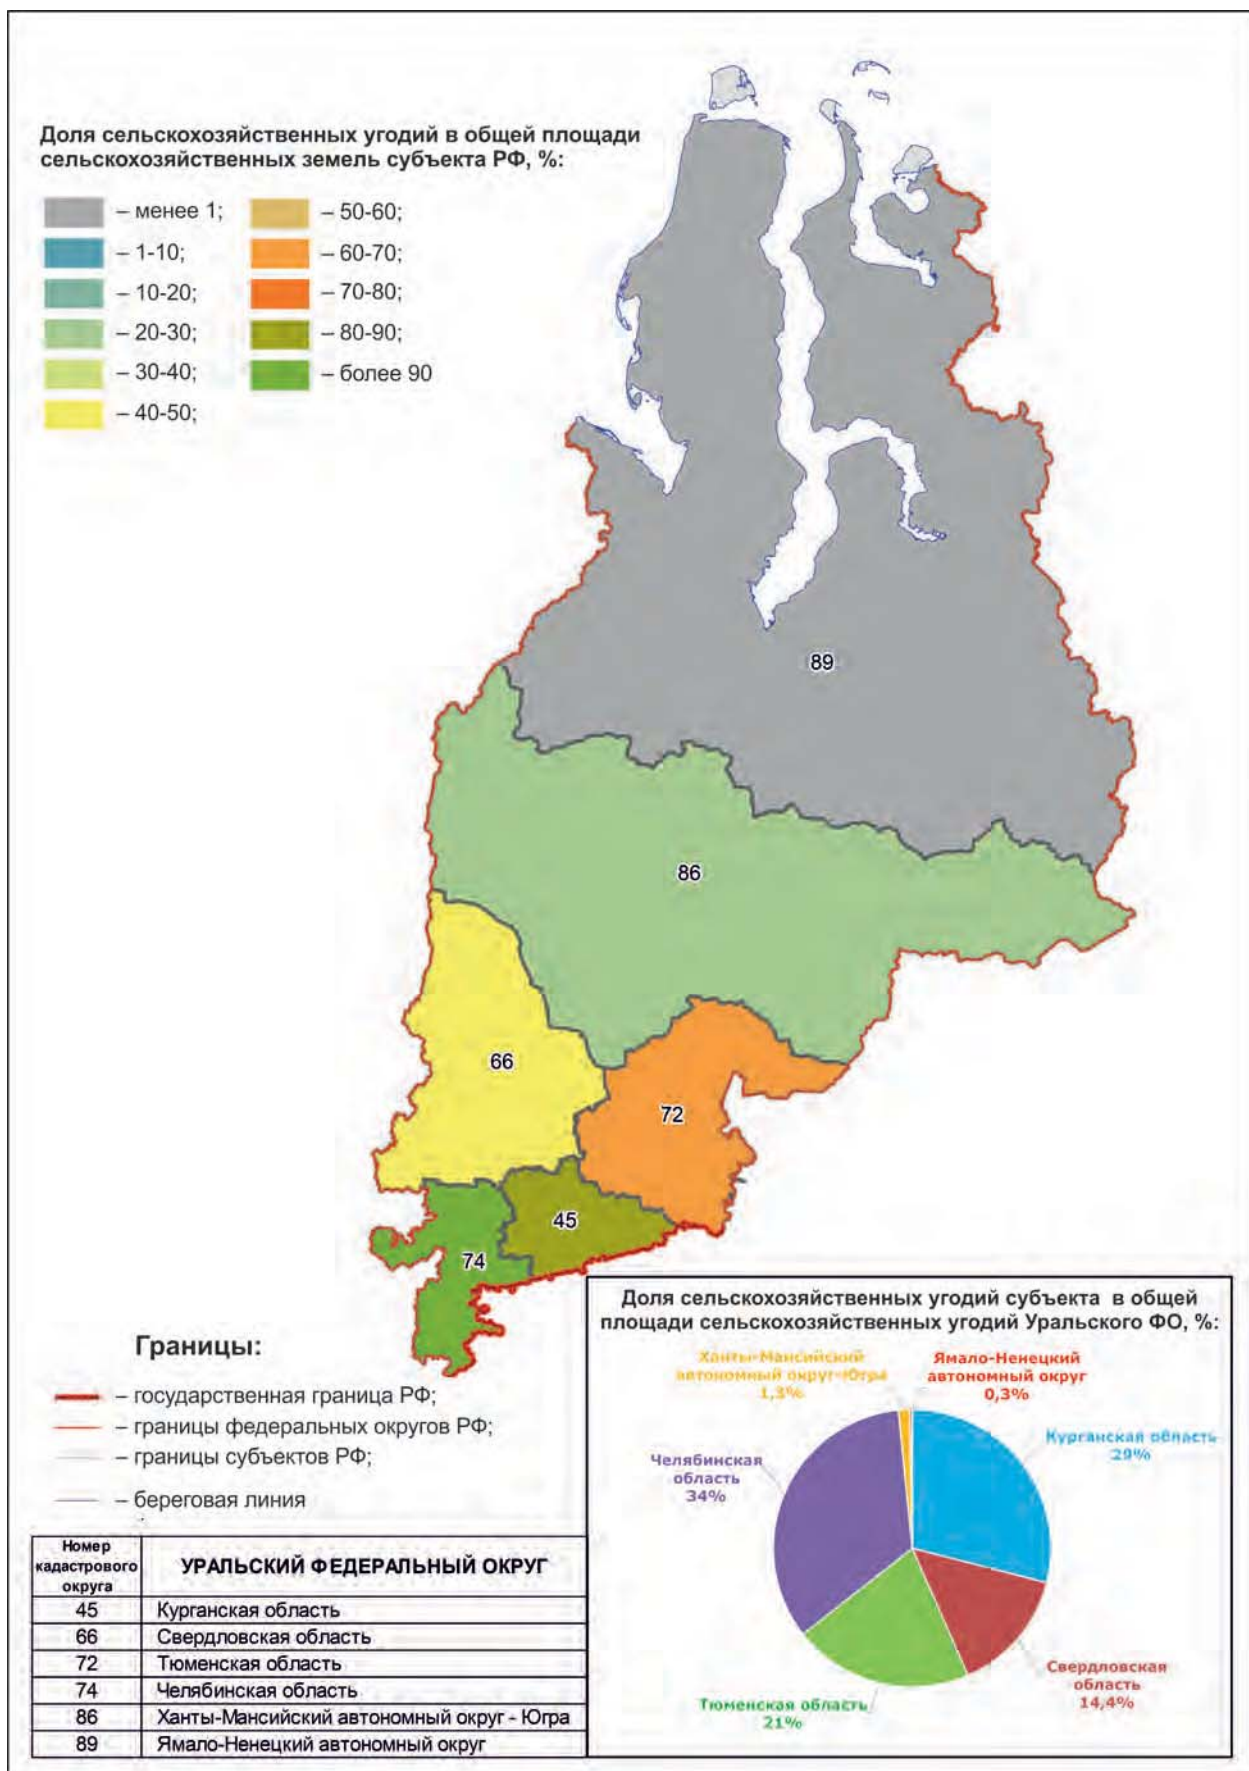 Доля сельскохозяйственных угодий в общей площади
сельскохозяйственных земель субъекта РФ, %:
– менее 1;
– 1-10;
– 10-20;
– 20-30;
– 30-40;
– 40-50;
– 50-60;
– 60-70;
– 70-80;
– 80-90;
– более 90
89
86
66
72
45
74
Границы:
– государственная граница РФ;
– границы федеральных округов РФ;
– границы субъектов РФ;
– береговая линия
Номер
кадастрового
округа
УРАЛЬСКИЙ ФЕДЕРАЛЬНЫЙ ОКРУГ
45 Курганская область
66 Свердловская область
72 Тюменская область
74 Челябинская область
86 Ханты-Мансийский автономный округ - Югра
89 Ямало-Ненецкий автономный округ
Доля сельскохозяйственных угодий субъекта в общей
площади сельскохозяйственных угодий Уральского ФО, %:
Ханты-Мансийский
автономный округ-Югра
1,3%
Ямало-Ненецкий
автономный округ
0,3%
Курганская область
29%
Челябинская
область
34%
Свердловская
область
14,4%
Тюменская область
21%